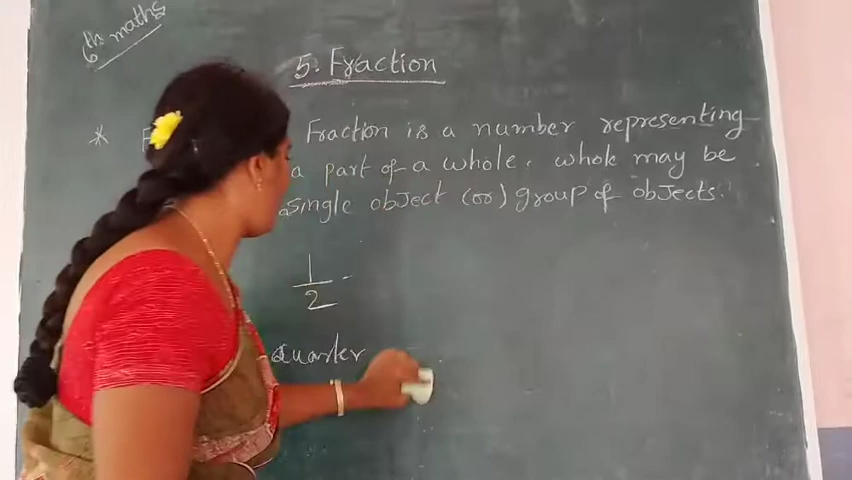 6th maths
5. Fraction
* Fraction is a number representing
a part of a whole. whole may be
a single object (or) group of objects.
1
2
quarter